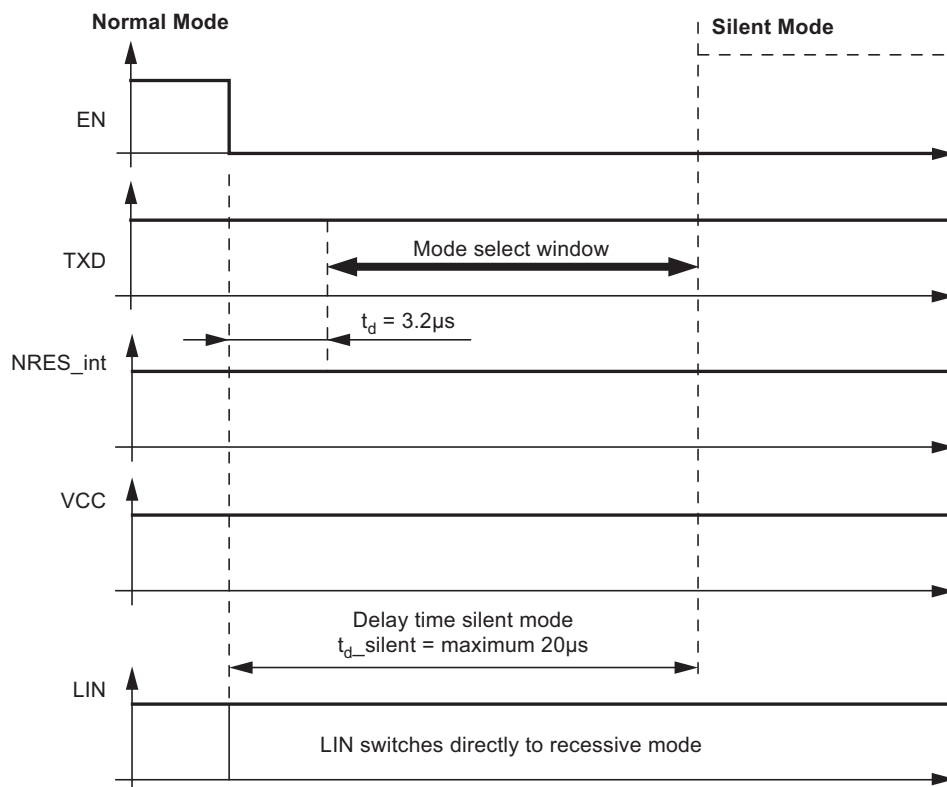 Normal Mode
Silent Mode
EN
TXD
Mode select window
t_d = 3.2µs
NRES_int
VCC
Delay time silent mode
t_d_silent = maximum 20µs
LIN
LIN switches directly to recessive mode